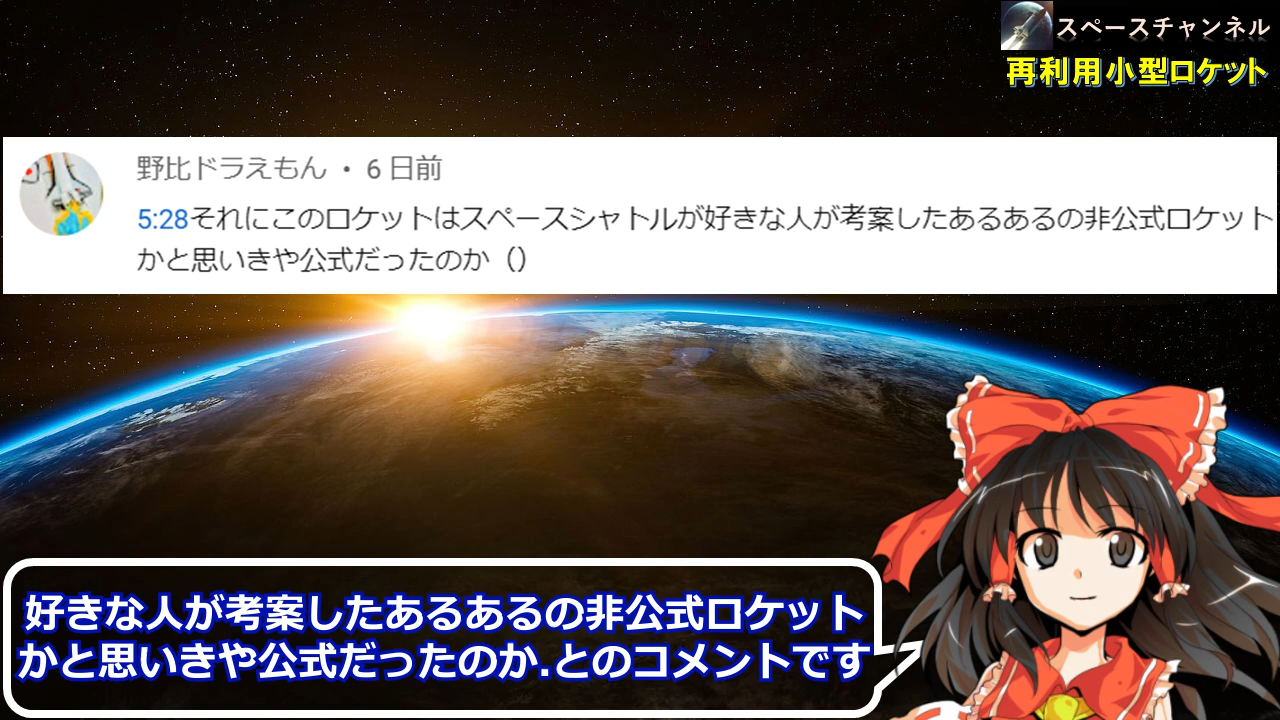 スペースチャンネル
再利用小型ロケット
野比ドラえもん ・ 6 日前
5:28それにこのロケットはスペースシャトルが好きな人が考案したあるあるの非公式ロケット
かと思いきや公式だったのか（）
好きな人が考案したあるあるの非公式ロケット
かと思いきや公式だったのか.とのコメントです